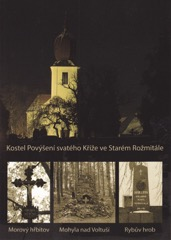 Kostel Povýšení svatého Kříže ve Starém Rožmitále
Morový hřbitov
Mohyla nad Voltuší
Rybův hrob